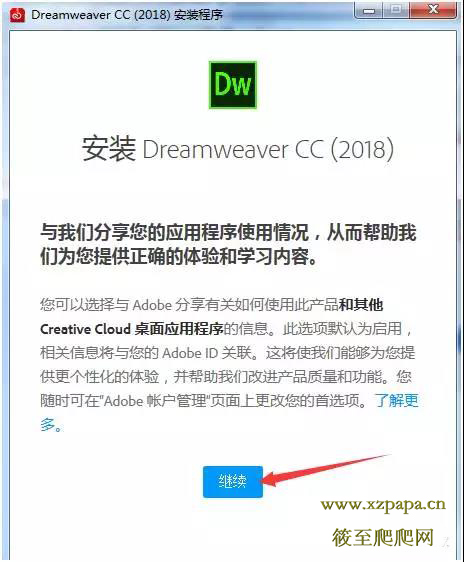 Dreamweaver CC (2018) 安装程序
Dw
安装 Dreamweaver CC (2018)
与我们分享您的应用程序使用情况，从而帮助我
们为您提供正确的体验和学习内容。
您可以选择与 Adobe 分享有关如何使用此产品和其他
Creative Cloud 桌面应用程序的信息。此选项默认为启用，
相关信息将与您的 Adobe ID 关联。这将使我们能够为您提
供更个性化的体验，并帮助我们改进产品质量和功能。您
随时可在"Adobe 帐户管理"页面上更改您的首选项。了解更
多。
继续
www.xzpapa.cn
筱至爬爬网